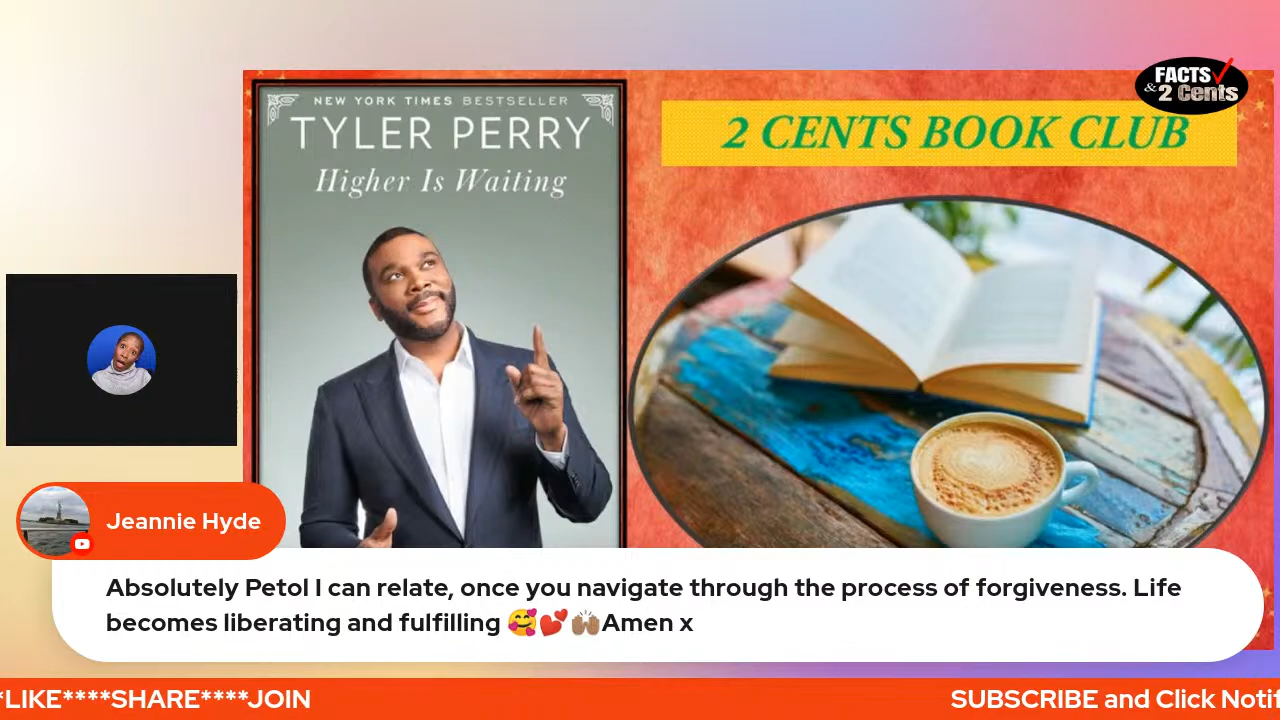 FACTS
& 2 Cents
NEW YORK TIMES BESTSELLER
TYLER PERRY
Higher Is Waiting
2 CENTS BOOK CLUB
Jeannie Hyde
Absolutely Petol I can relate, once you navigate through the process of forgiveness. Life
becomes liberating and fulfilling 🥰💕🙌🏽Amen x
*LIKE****SHARE****JOIN
SUBSCRIBE and Click Notif